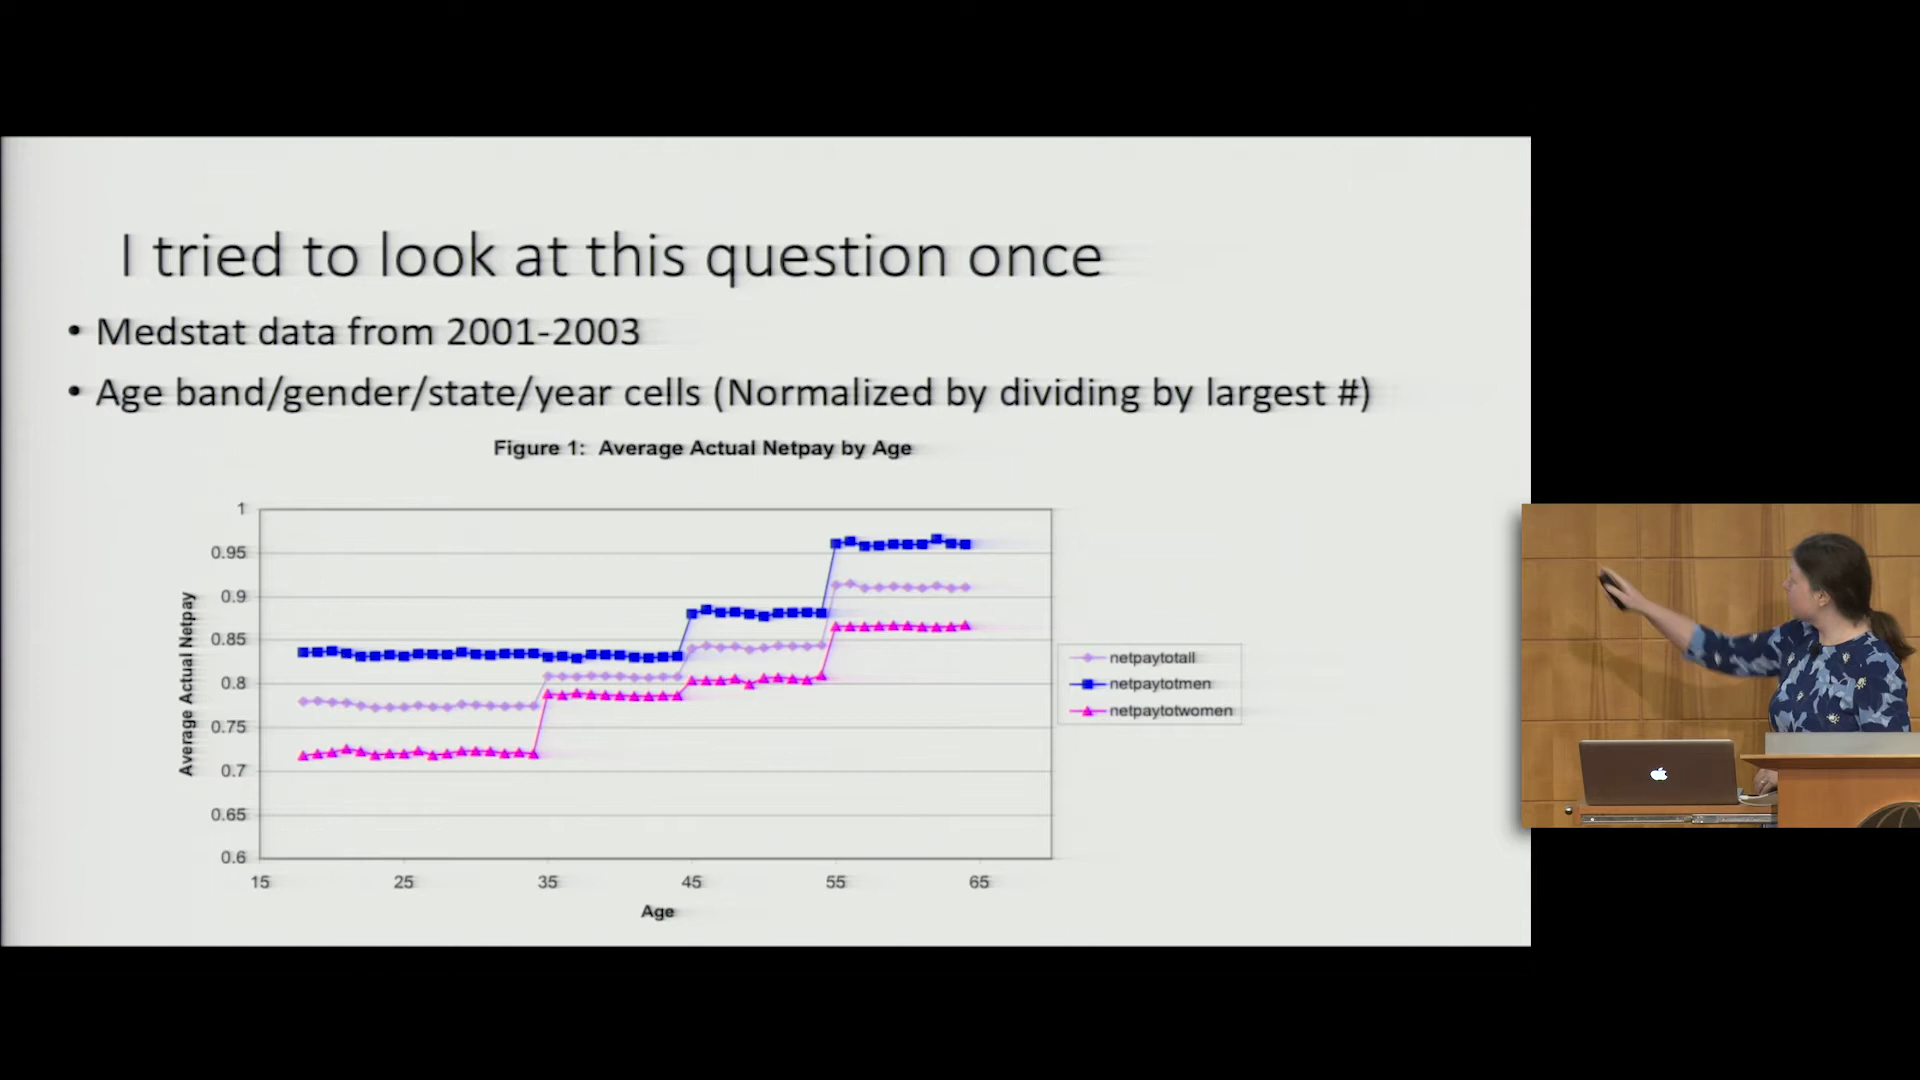 I tried to look at this question once
• Medstat data from 2001-2003
• Age band/gender/state/year cells (Normalized by dividing by largest #)
Figure 1: Average Actual Netpay by Age
Average Actual Netpay
1
0.95
0.9
0.85
0.8
0.75
0.7
0.65
0.6
15 25 35 45 55 65
Age
netpaytotall
netpaytotmen
netpaytotwomen